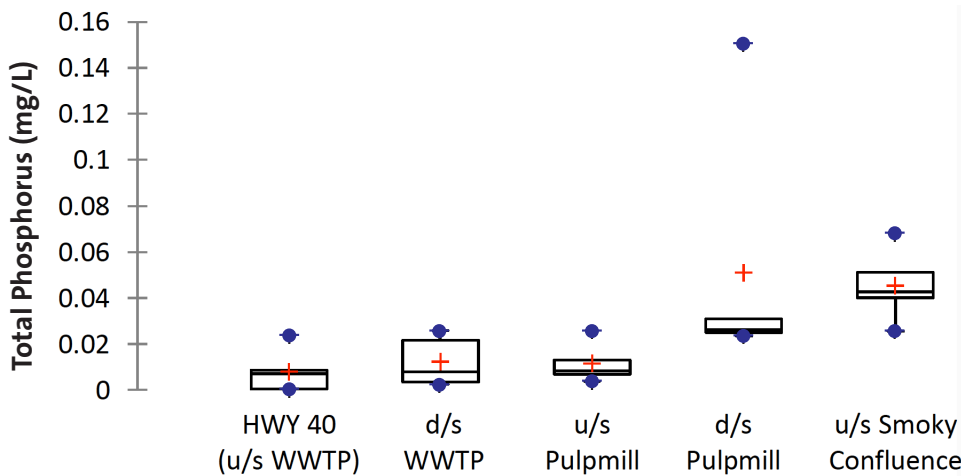 Total Phosphorus (mg/L)
0.16
0.14
0.12
0.1
0.08
0.06
0.04
0.02
0
HWY 40
(u/s WWTP)
d/s
WWTP
u/s
Pulpmill
d/s
Pulpmill
u/s Smoky
Confluence